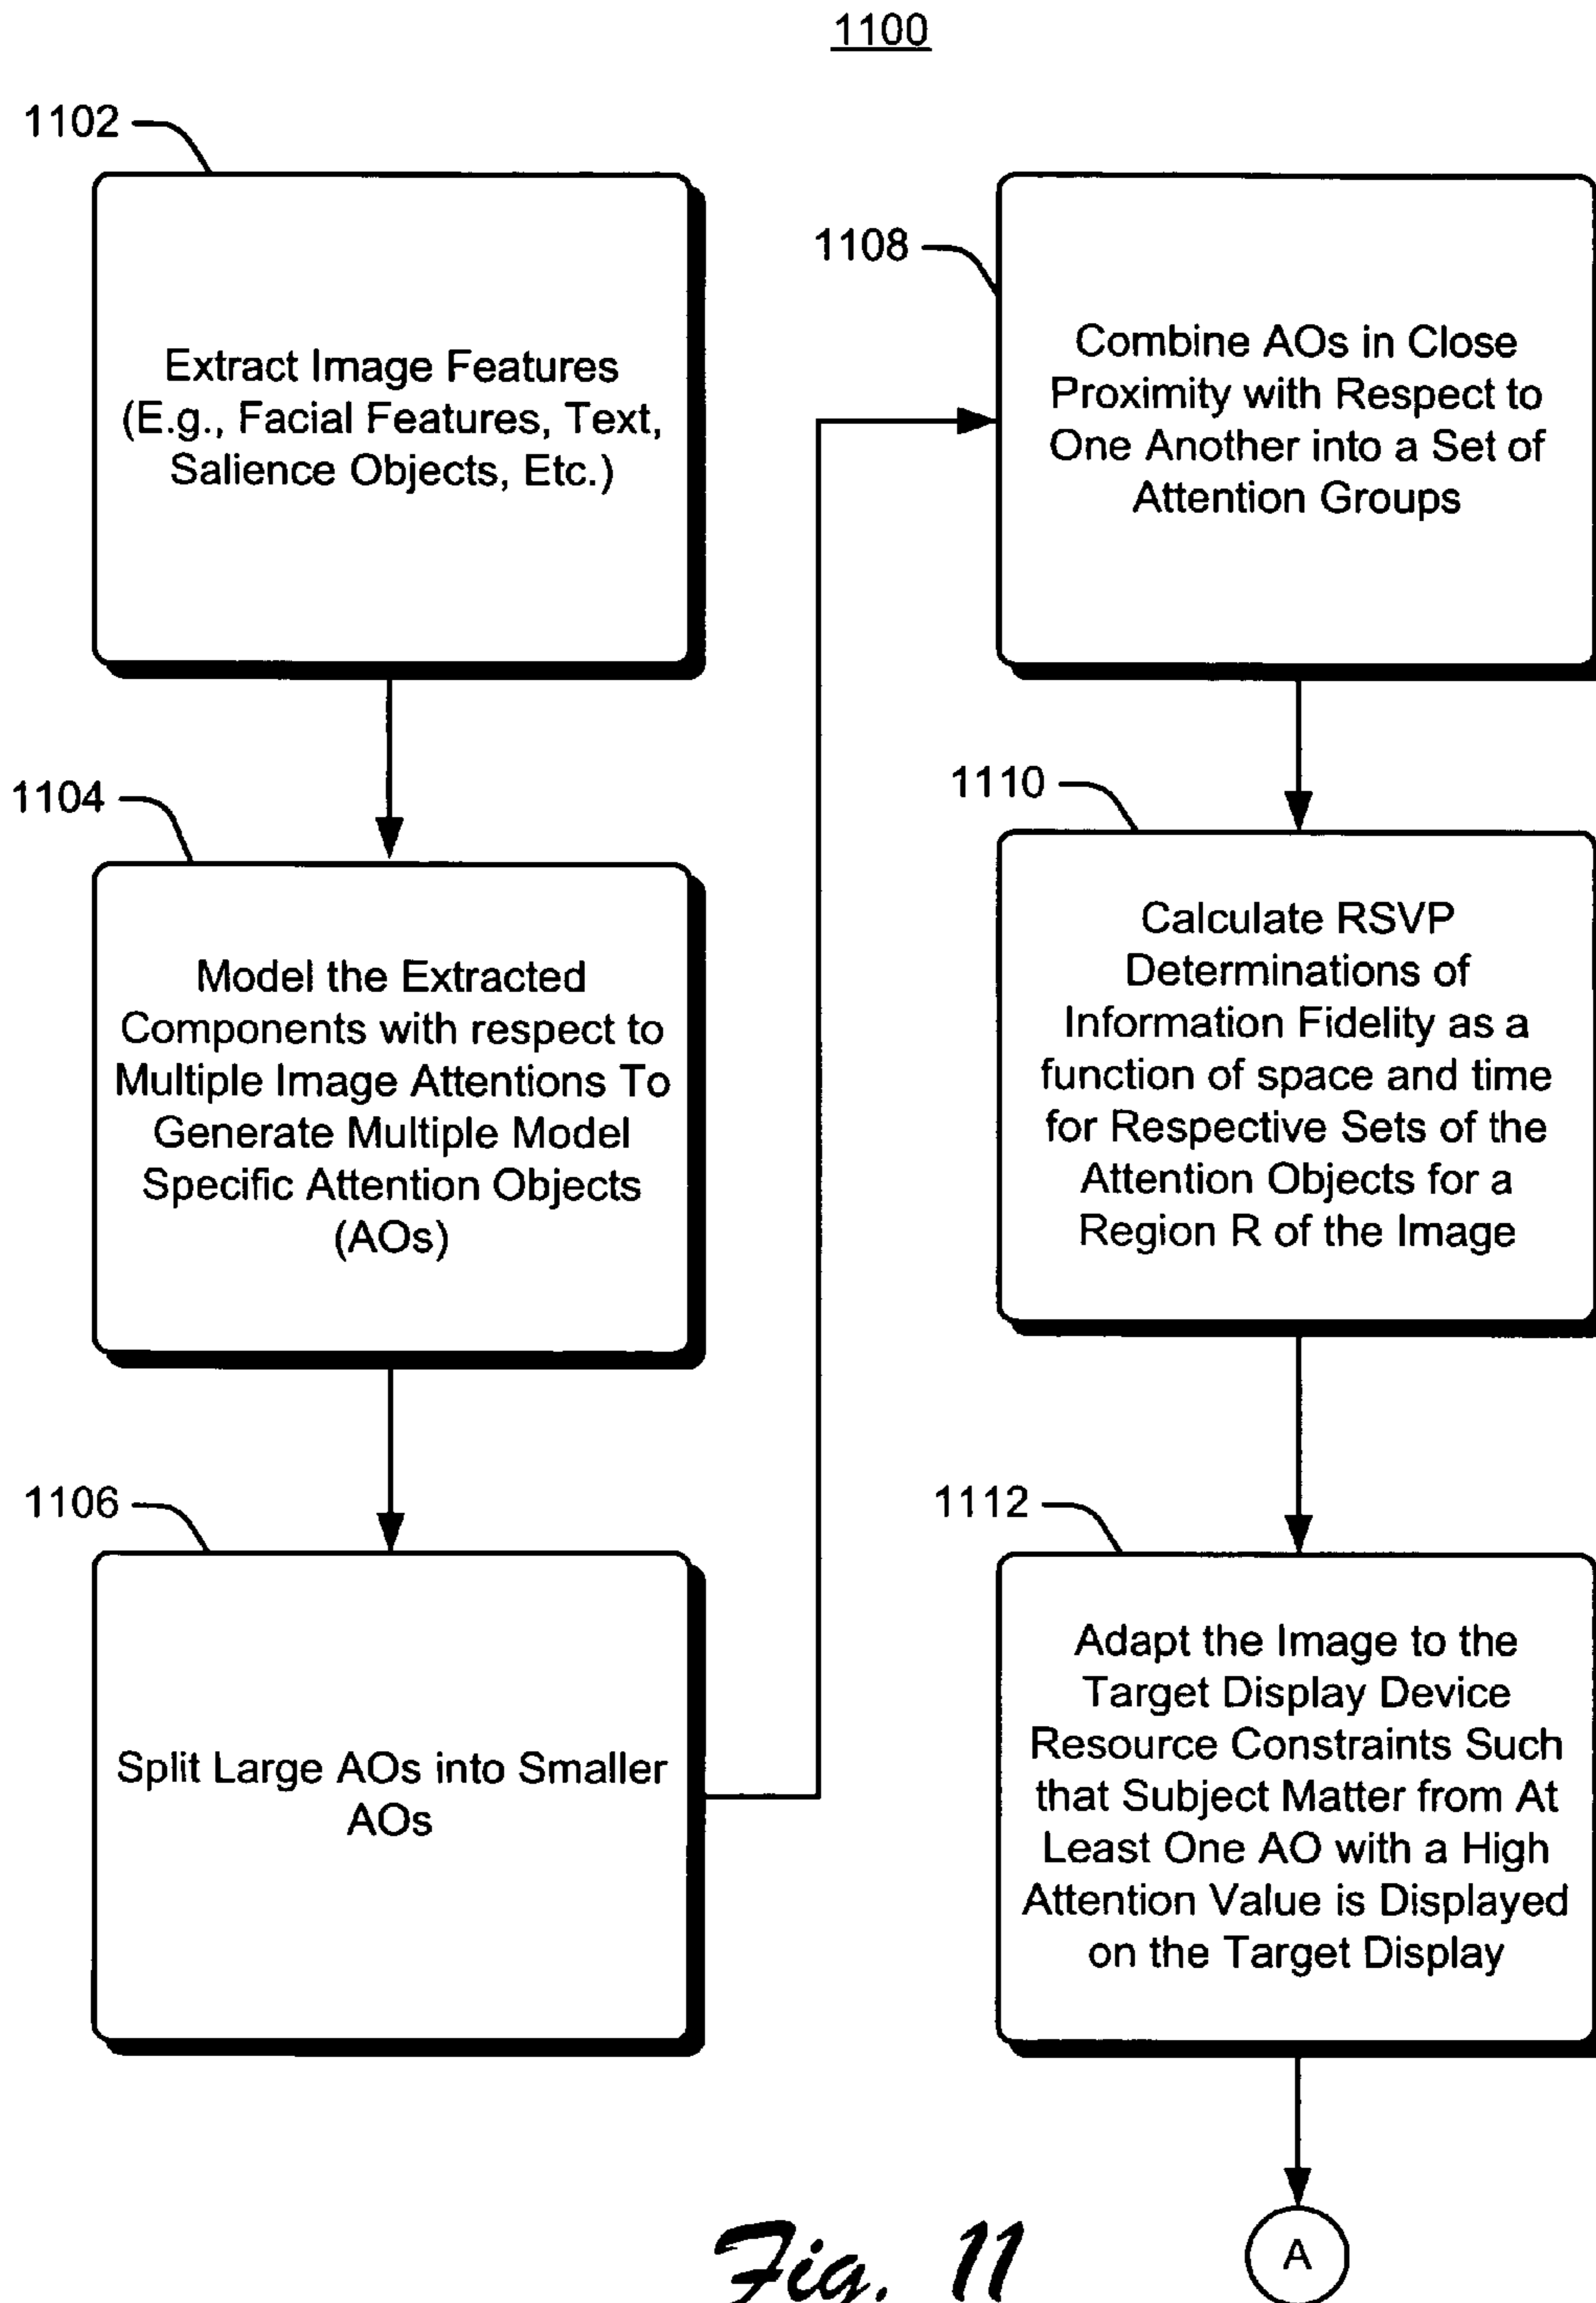 1100
1102
Extract Image Features
(E.g., Facial Features, Text,
Salience Objects, Etc.)
1104
Model the Extracted
Components with respect to
Multiple Image Attentions To
Generate Multiple Model
Specific Attention Objects
(AOs)
1106
Split Large AOs into Smaller
AOs
1108
Combine AOs in Close
Proximity with Respect to
One Another into a Set of
Attention Groups
1110
Calculate RSVP
Determinations of
Information Fidelity as a
function of space and time
for Respective Sets of the
Attention Objects for a
Region R of the Image
1112
Adapt the Image to the
Target Display Device
Resource Constraints Such
that Subject Matter from At
Least One AO with a High
Attention Value is Displayed
on the Target Display
A
Fig. 11